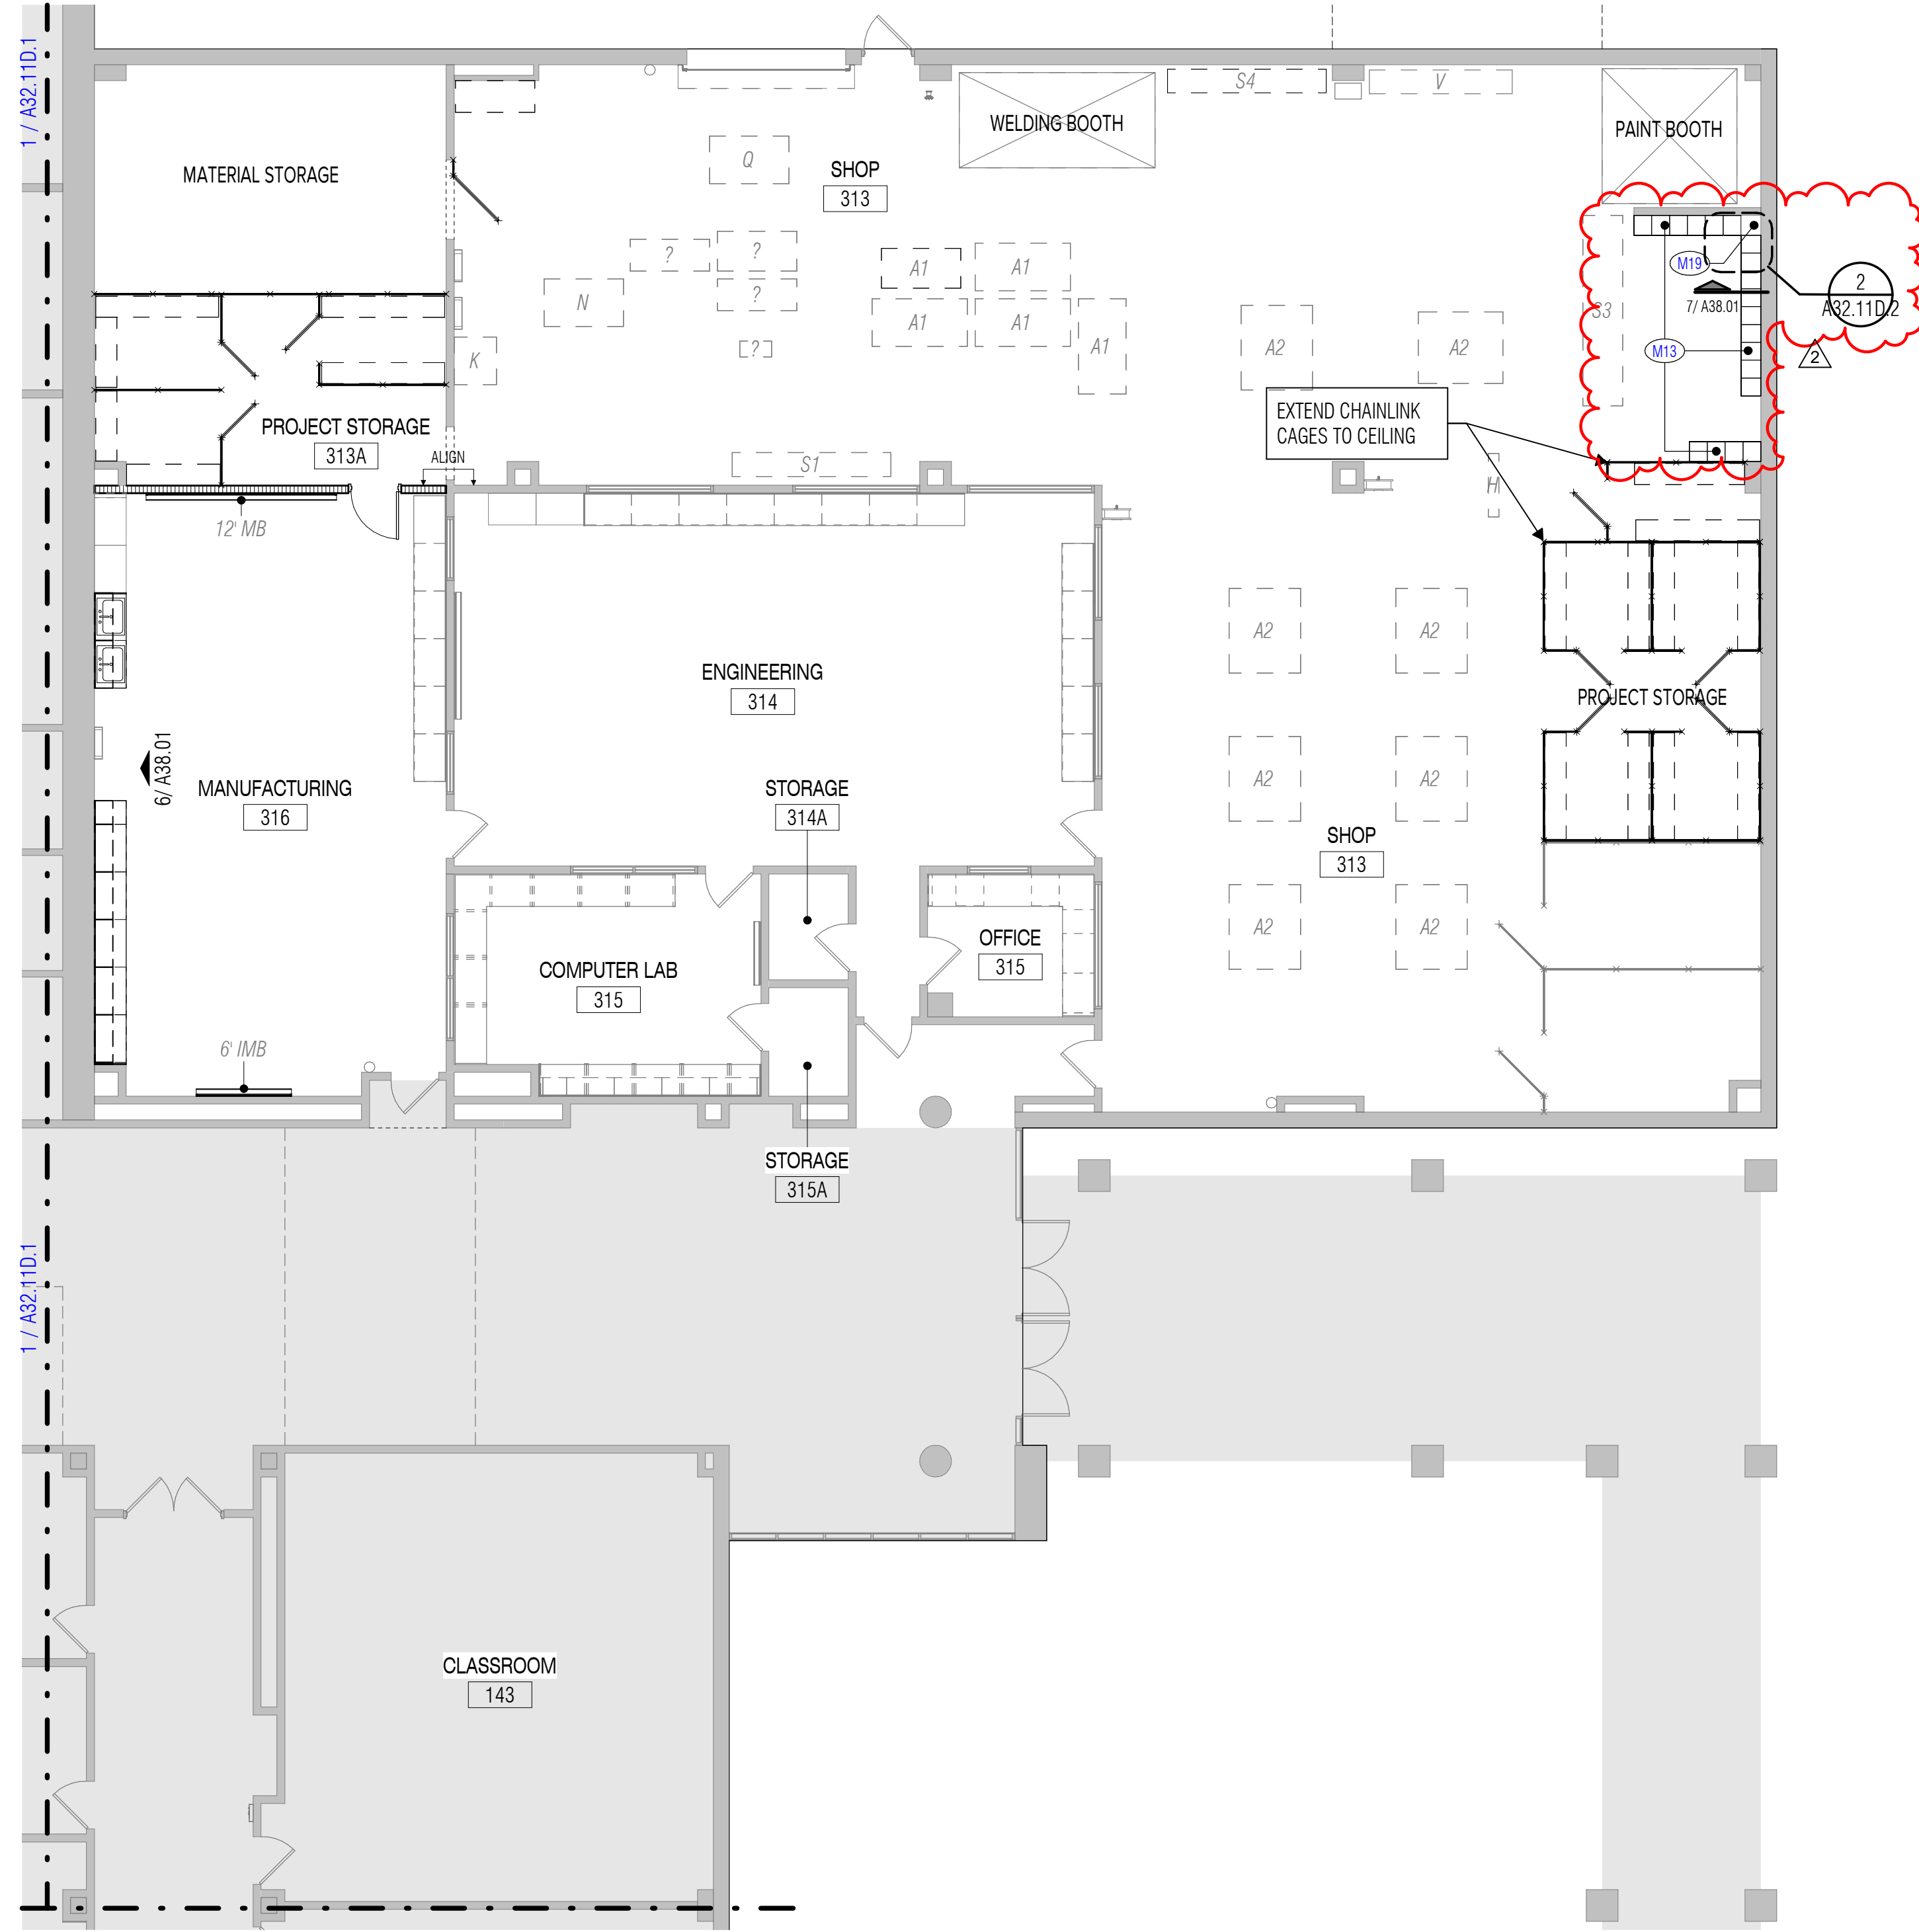 1 / A32.11D.1
S4
V
WELDING BOOTH
PAINT BOOTH
MATERIAL STORAGE
Q
SHOP
313
?
?
?
N
A1
A1
A1
A1
A1
?
K
A2
A2
S3
M19
7/ A38.01
2
A32.11D.2
M13
2
EXTEND CHAINLINK
CAGES TO CEILING
PROJECT STORAGE
313A
ALIGN
S1
H
12' MB
ENGINEERING
314
A2
A2
PROJECT STORAGE
6/ A38.01
MANUFACTURING
316
STORAGE
314A
A2
A2
SHOP
313
COMPUTER LAB
315
OFFICE
315
A2
A2
6' IMB
STORAGE
315A
1 / A32.11D.1
CLASSROOM
143